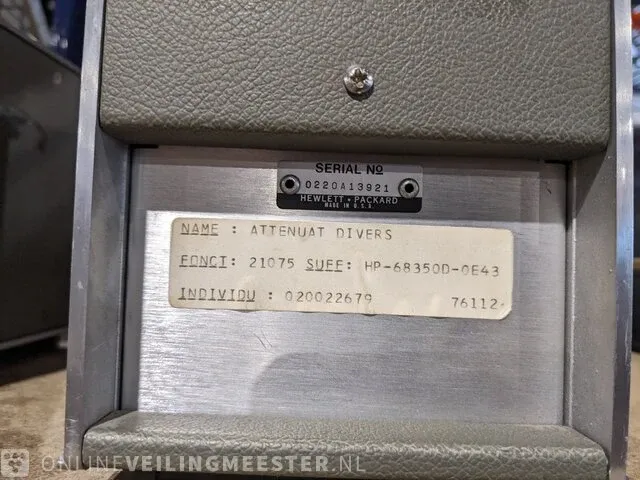 SERIAL Nº
0220A13921
HEWLETT • PACKARD
MADE IN U.S.A.
NAME : ATTENUAT DIVERS
FONCT: 21075 SUFF: HP-68350D-0E43
INDIVIDU : 020022679 76112
ONLINEVEILINGMEESTER.NL